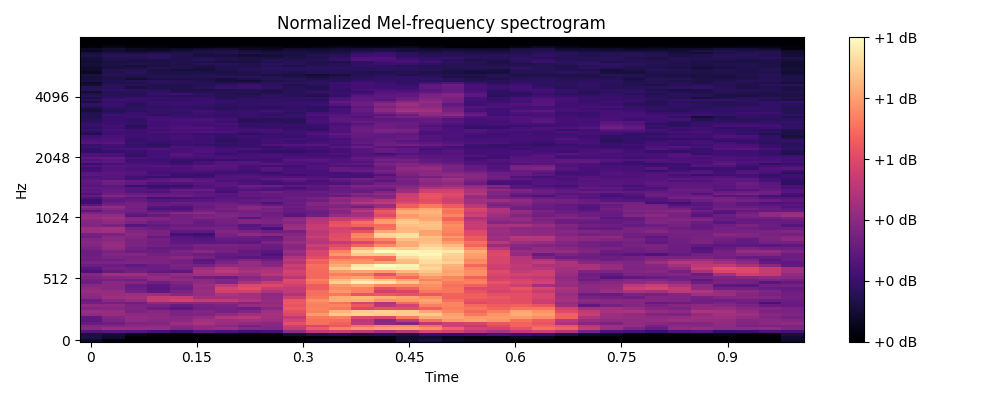 Normalized Mel-frequency spectrogram
Hz
4096
2048
1024
512
0
0 0.15 0.3 0.45 0.6 0.75 0.9
Time
+1 dB
+1 dB
+1 dB
+0 dB
+0 dB
+0 dB